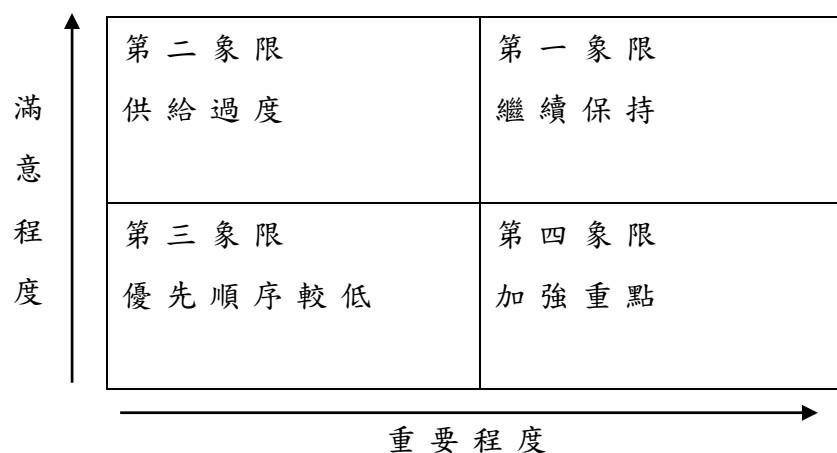 滿意程度
第二象限
供給過度
第一象限
繼續保持
第三象限
優先順序較低
第四象限
加強重點
重要程度